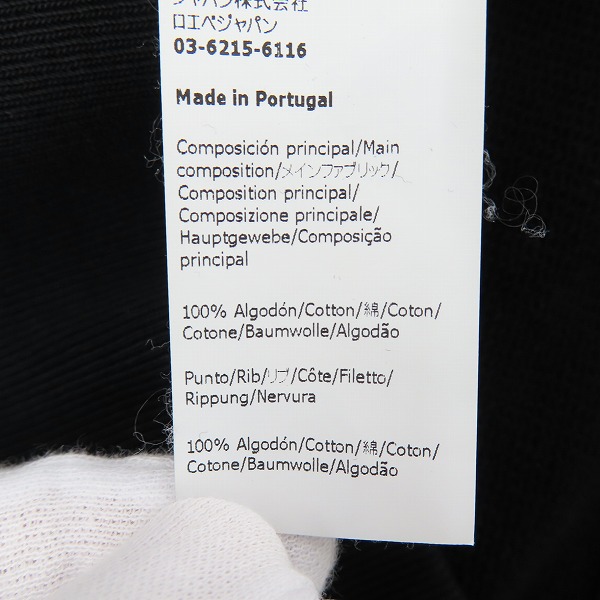 ジャパン株式会社
ロエベジャパン
03-6215-6116
Made in Portugal
Composición principal/Main
composition/メインファブリック/
Composition principal/
Composizione principale/
Hauptgewebe/Composição
principal
100% Algodón/Cotton/綿/Coton/
Cotone/Baumwolle/Algodão
Punto/Rib/リブ/Côte/Filetto/
Rippung/Nervura
100% Algodón/Cotton/綿/Coton/
Cotone/Baumwolle/Algodão